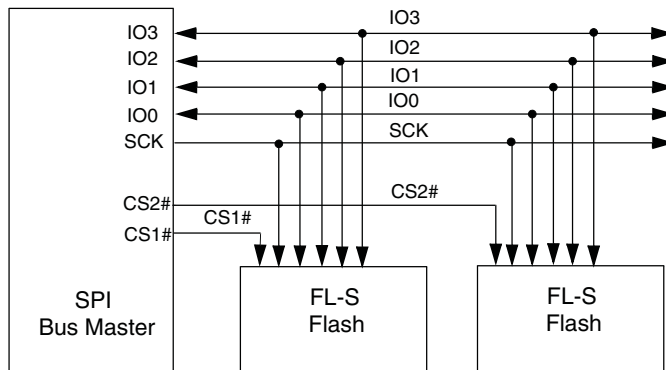 IO3
IO3
IO2
IO2
IO1
IO1
IO0
IO0
SCK
SCK
CS2#
CS2#
CS1#
CS1#
SPI
Bus Master
FL-S
Flash
FL-S
Flash